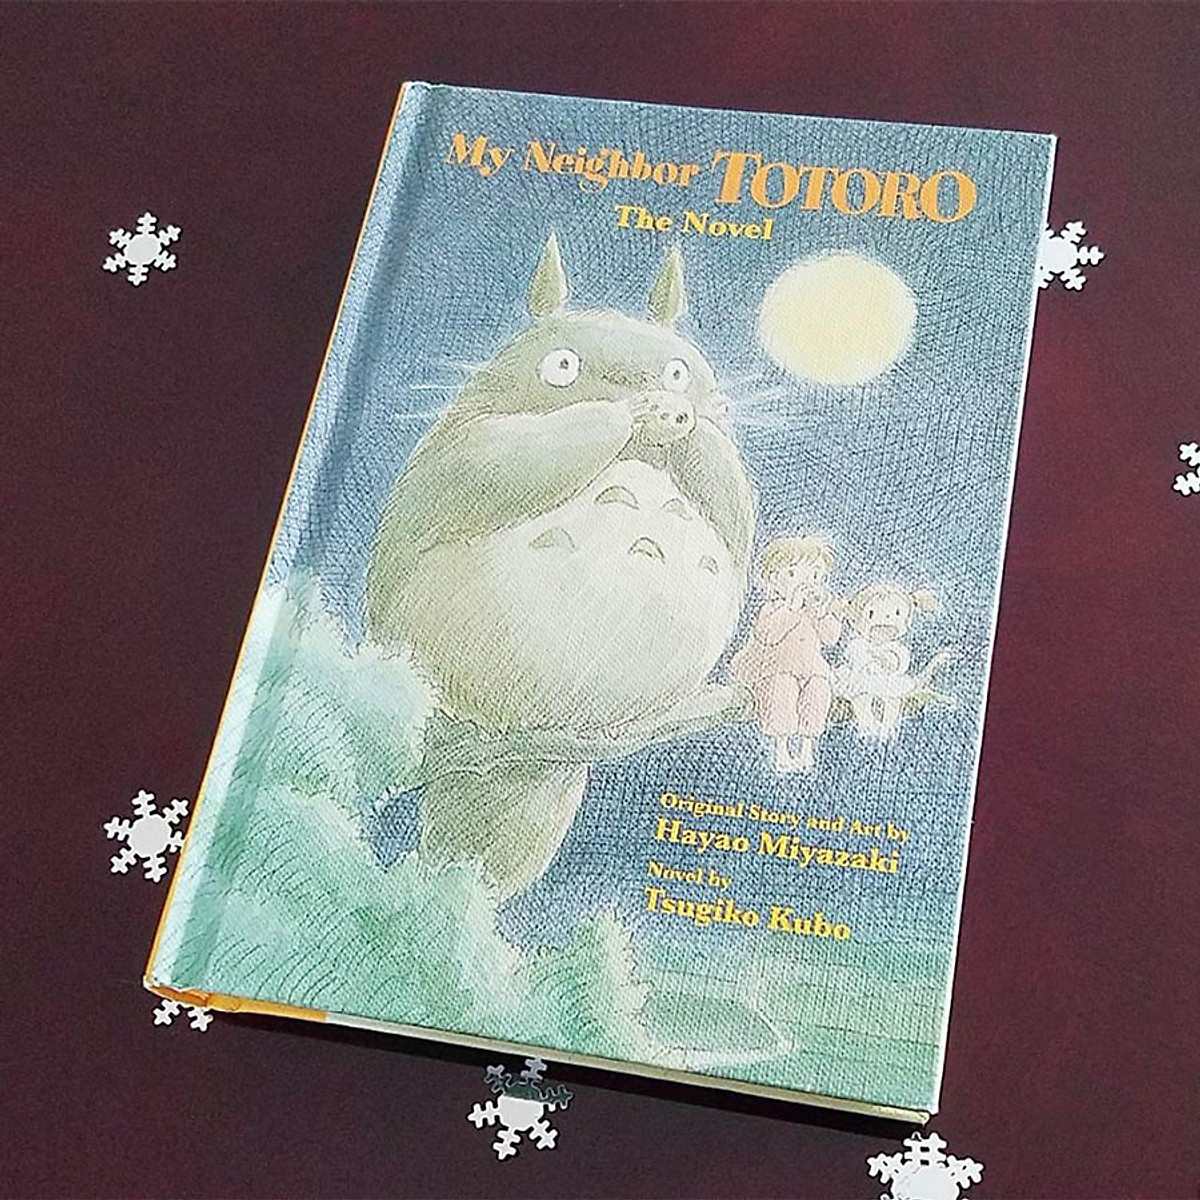 My Neighbor TOTORO
The Novel
Original Story and Art by
Hayao Miyazaki
Novel by
Tsugiko Kubo